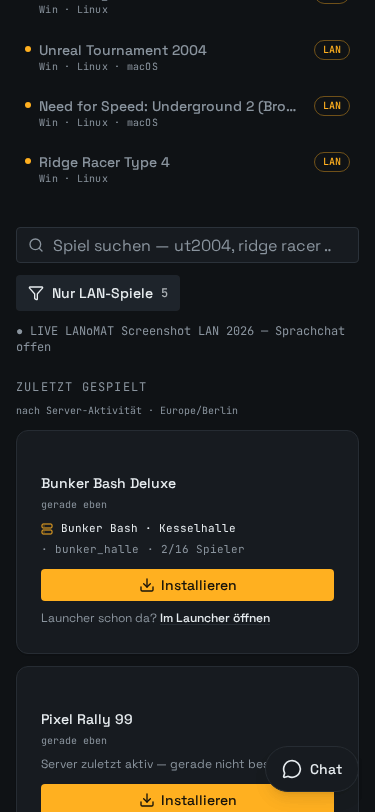 Win · Linux
Unreal Tournament 2004
LAN
Win · Linux · macOS
Need for Speed: Underground 2 (Bro…
LAN
Win · Linux · macOS
Ridge Racer Type 4
LAN
Win · Linux
Spiel suchen — ut2004, ridge racer ..
Nur LAN-Spiele 5
● LIVE LANoMAT Screenshot LAN 2026 — Sprachchat
offen
ZULETZT GESPIELT
nach Server-Aktivität · Europe/Berlin
Bunker Bash Deluxe
gerade eben
Bunker Bash · Kesselhalle
· bunker_halle · 2/16 Spieler
Installieren
Launcher schon da? Im Launcher öffnen
Pixel Rally 99
gerade eben
Server zuletzt aktiv — gerade nicht
Chat
Installieren